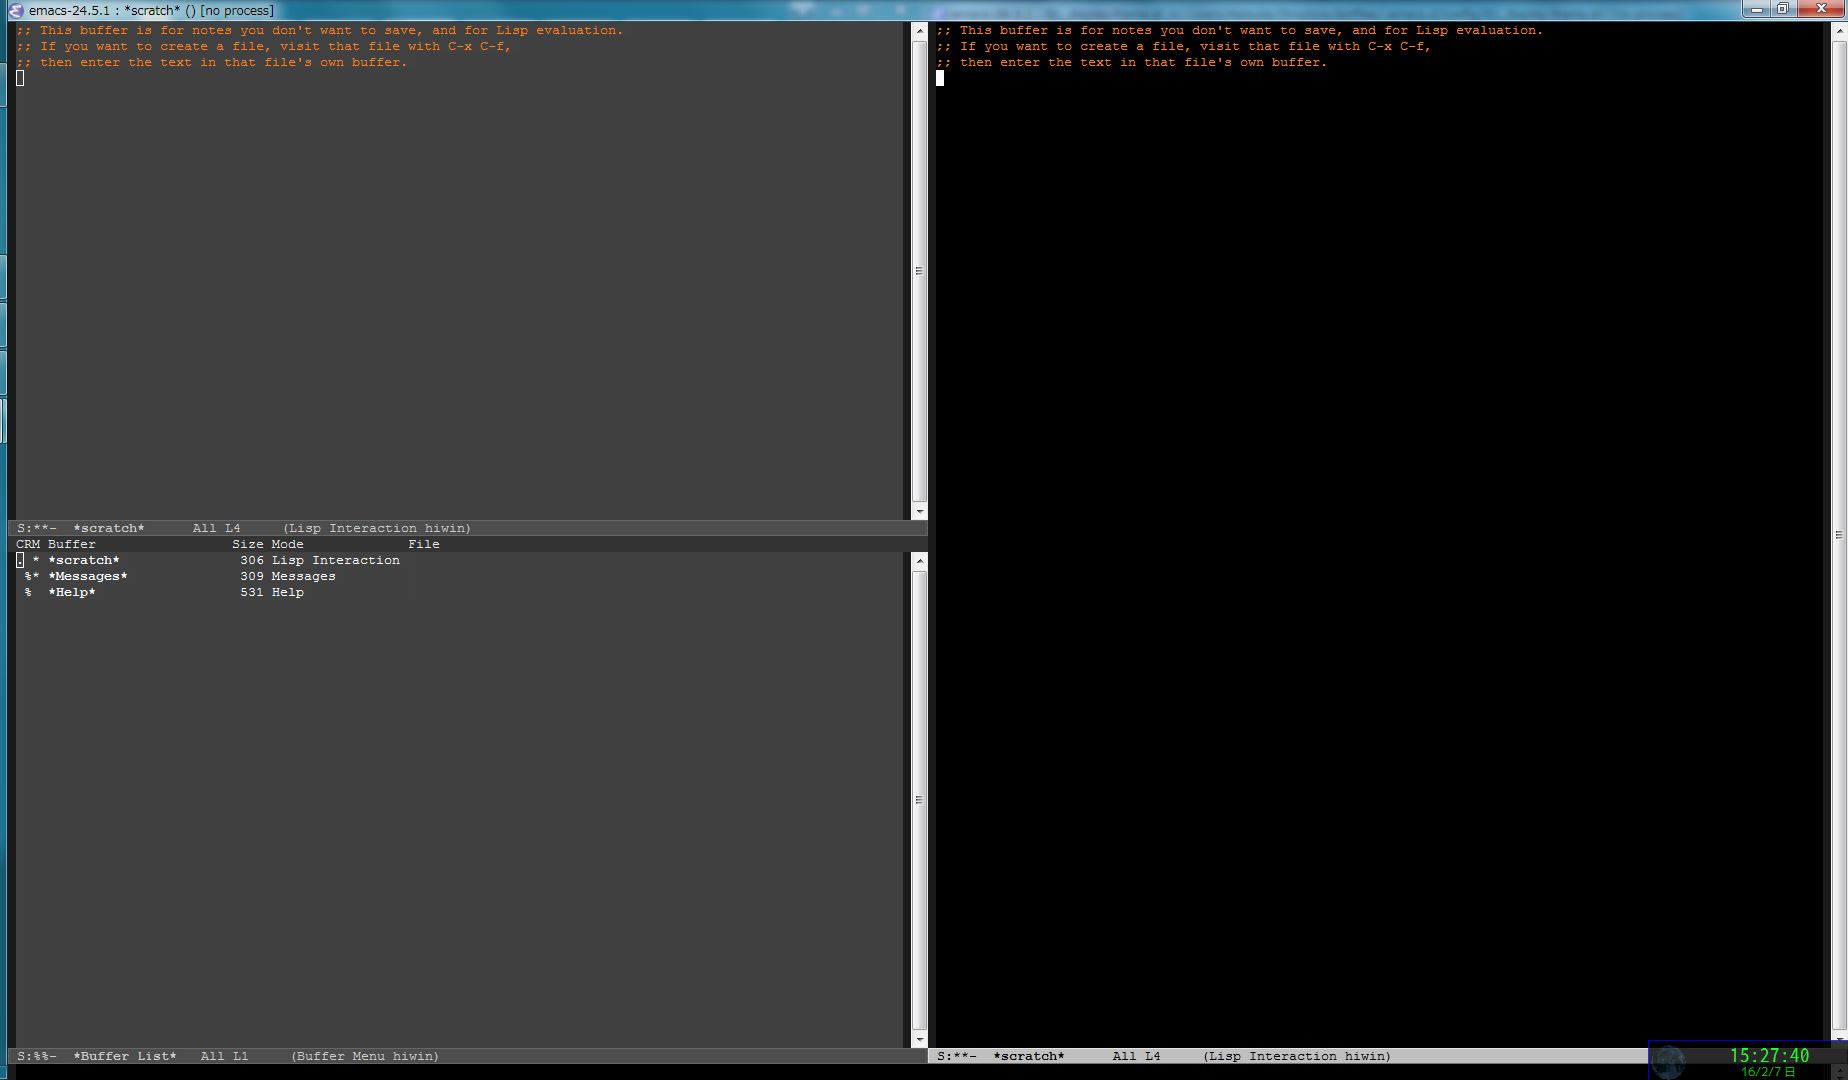 emacs-24.5.1 : *scratch* () [no process]
;; This buffer is for notes you don't want to save, and for Lisp evaluation.
;; If you want to create a file, visit that file with C-x C-f,
;; then enter the text in that file's own buffer.
S:**-  *scratch*      All L4     (Lisp Interaction hiwin)
CRM Buffer                 Size Mode             File
. * *scratch*               306 Lisp Interaction
 %* *Messages*              309 Messages
 %  *Help*                  531 Help
S:%%-  *Buffer List*   All L1     (Buffer Menu hiwin)
;; This buffer is for notes you don't want to save, and for Lisp evaluation.
;; If you want to create a file, visit that file with C-x C-f,
;; then enter the text in that file's own buffer.
S:**-  *scratch*      All L4     (Lisp Interaction hiwin)
15:27:40
16/2/7 日